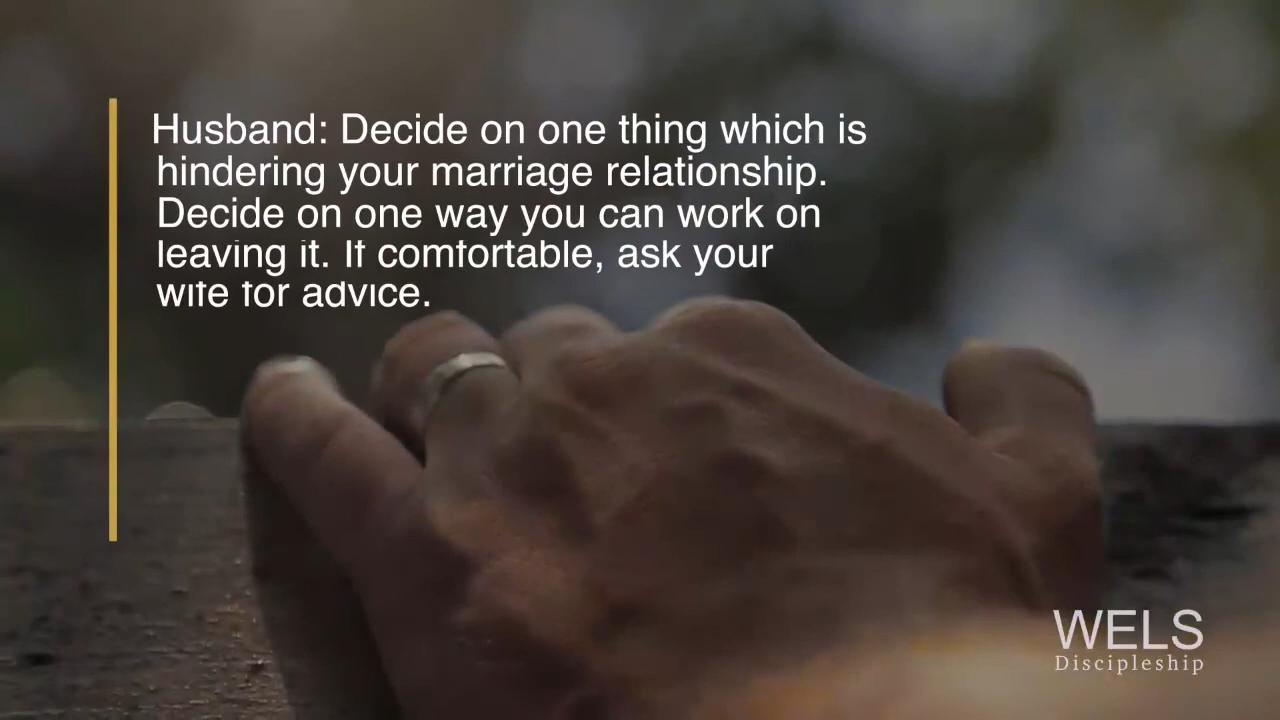 Husband: Decide on one thing which is
hindering your marriage relationship.
Decide on one way you can work on
leaving it. If comfortable, ask your
wife for advice.
WELS
Discipleship